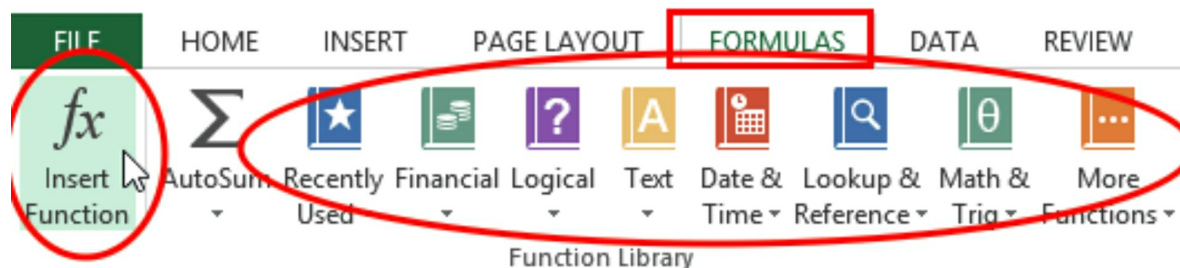 FILE HOME INSERT PAGE LAYOUT FORMULAS DATA REVIEW
fx Σ ? A θ ...
Insert AutoSum Recently Financial Logical Text Date & Lookup & Math & More
Function Used Time Reference Trig Functions
Function Library